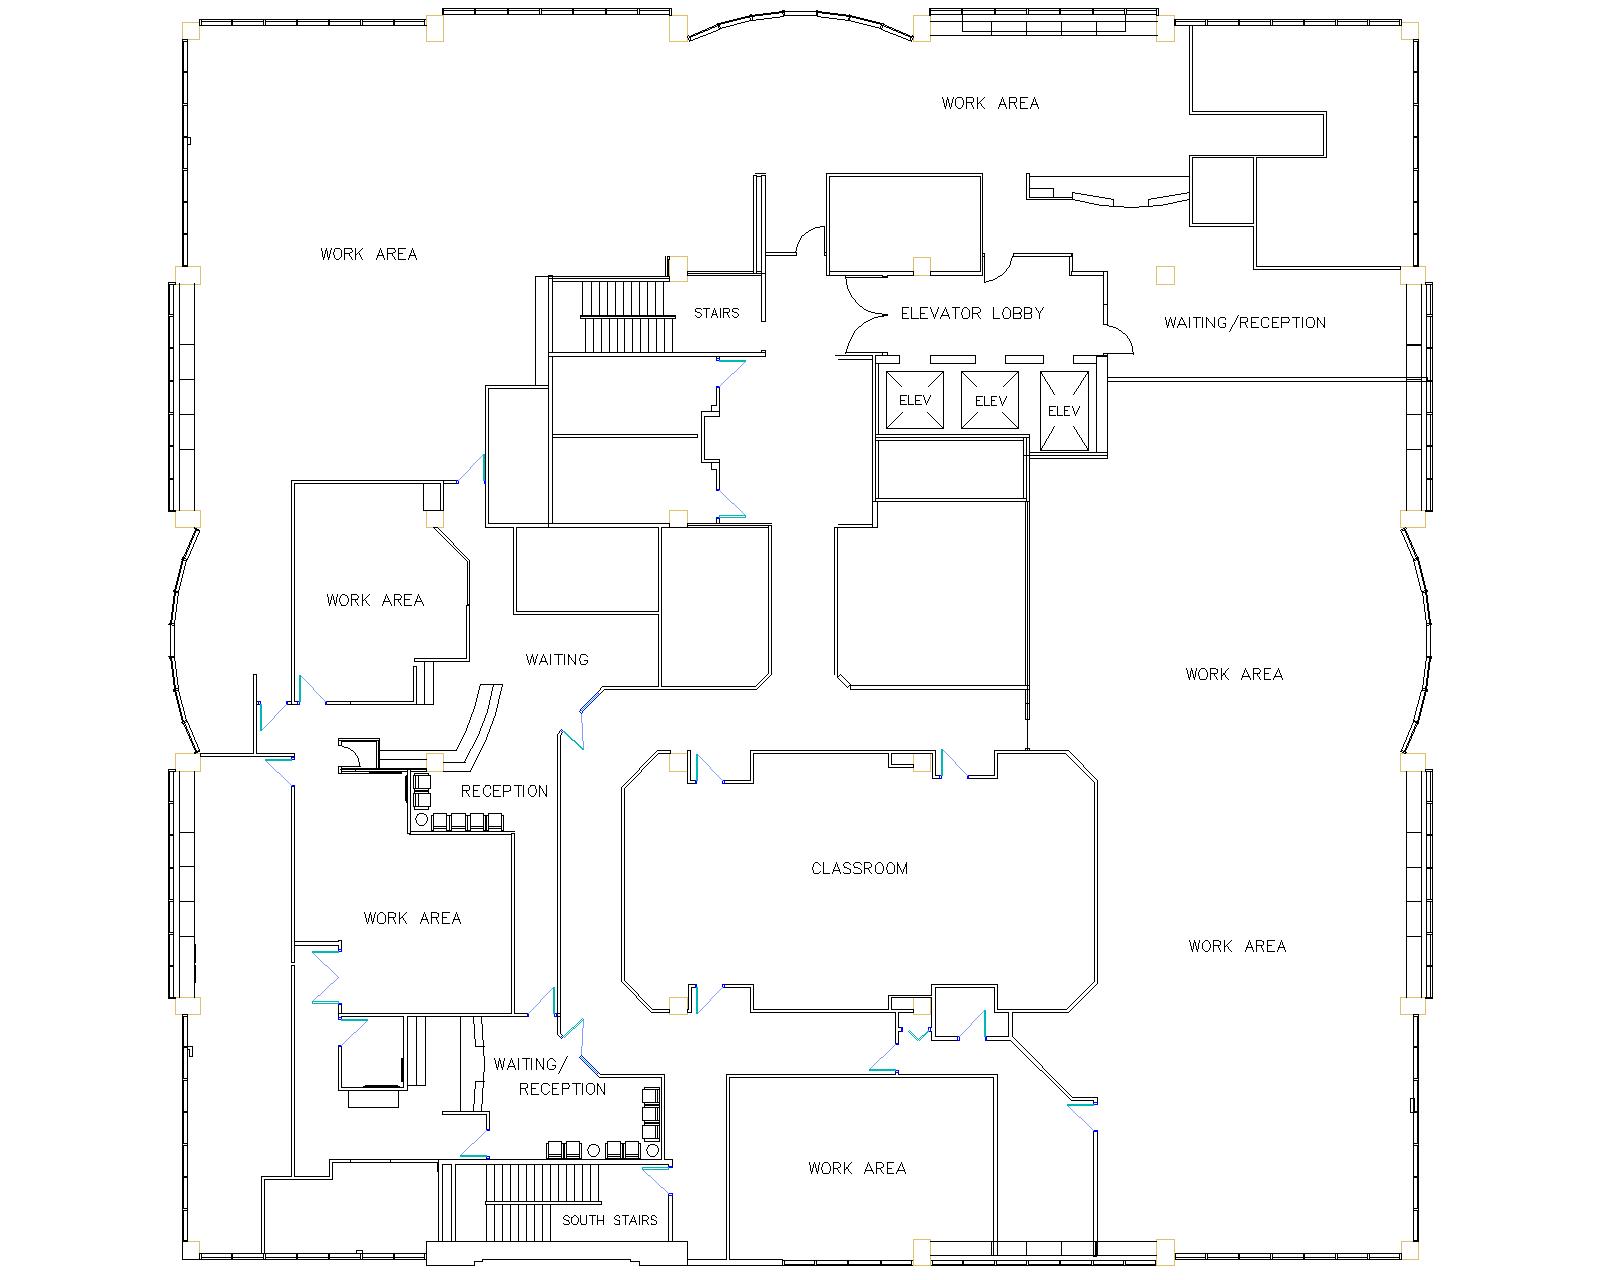 WORK AREA
WORK AREA
STAIRS
ELEVATOR LOBBY
WAITING/RECEPTION
ELEV
ELEV
ELEV
WORK AREA
WAITING
WORK AREA
RECEPTION
CLASSROOM
WORK AREA
WORK AREA
WAITING/
RECEPTION
WORK AREA
SOUTH STAIRS